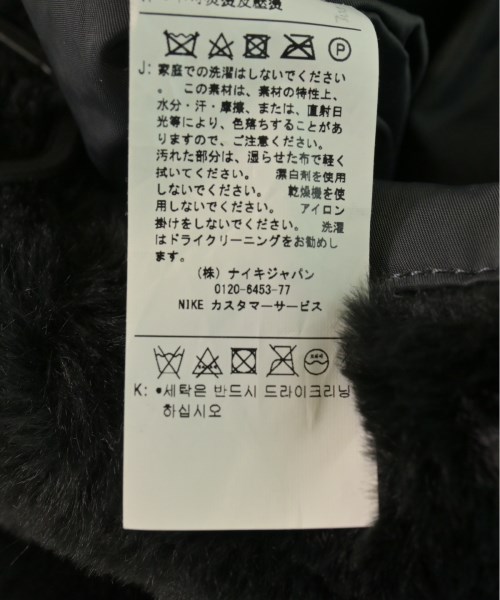 J: 家庭での洗濯はしないでください
。 この素材は、素材の特性上、
水分・汗・摩擦、または、直射日
光等により、色落ちすることがあ
りますので、ご注意ください。
汚れた部分は、湿らせた布で軽く
拭いてください。 漂白剤を使用
しないでください。 乾燥機を使
用しないでください。 アイロン
掛けをしないでください。 洗濯
はドライクリーニングをお勧めし
ます。
(株) ナイキジャパン
0120-6453-77
NIKE カスタマーサービス
K: •세탁은 반드시 드라이크리닝
하십시오